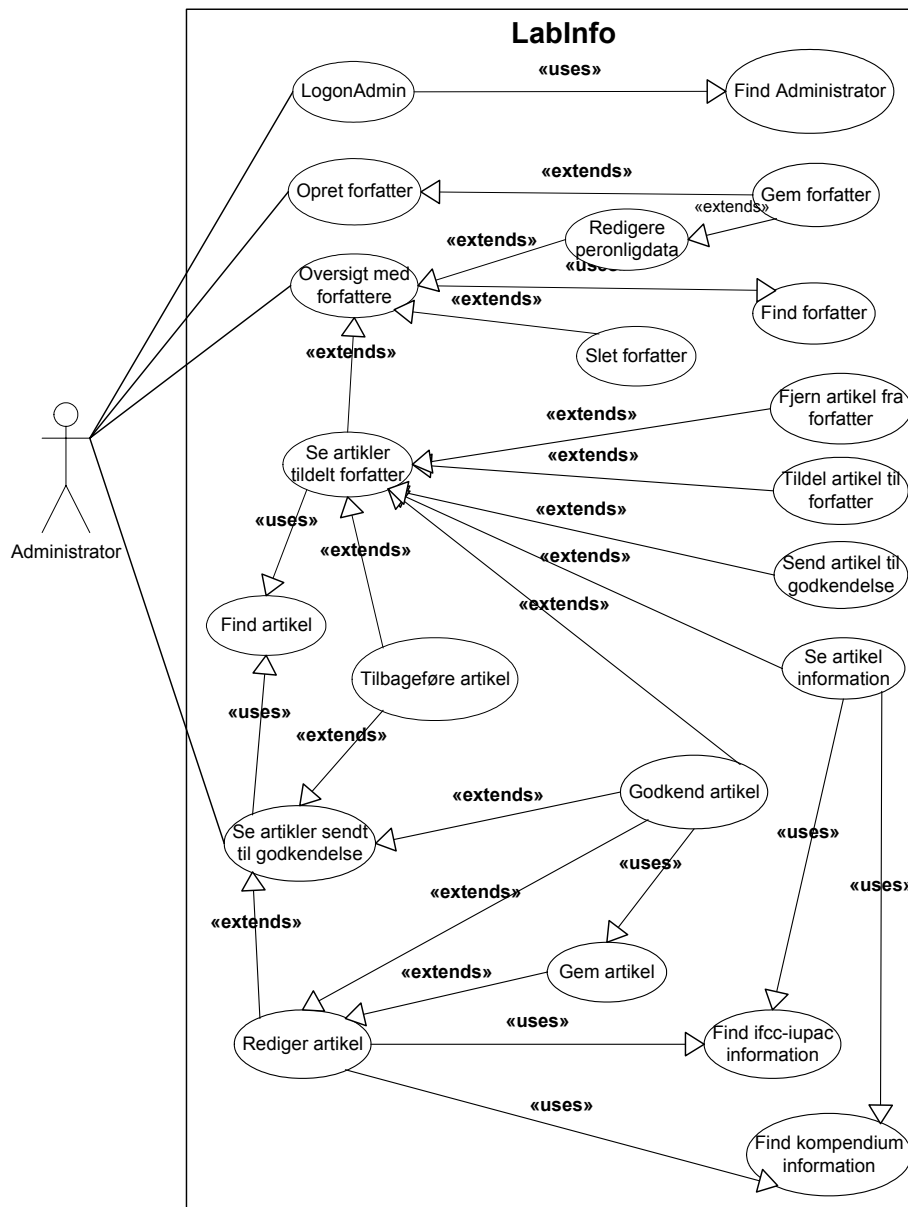 LabInfo
«uses»
LogonAdmin
Find Administrator
«extends»
Opret forfatter
Gem forfatter
«extends»
Redigere
peronligdata
«extends»
«uses»
Oversigt med
forfattere
«extends»
Find forfatter
Slet forfatter
«extends»
Fjern artikel fra
forfatter
«extends»
Se artikler
tildelt forfatter
«extends»
Tildel artikel til
forfatter
«extends»
«uses»
«extends»
Send artikel til
godkendelse
Administrator
«extends»
«extends»
Find artikel
Se artikel
information
Tilbageføre artikel
«uses»
«extends»
Godkend artikel
«extends»
Se artikler sendt
til godkendelse
«uses»
«uses»
«uses»
«extends»
«extends»
Gem artikel
«extends»
«uses»
Rediger artikel
Find ifcc-iupac
information
«uses»
Find kompendium
information